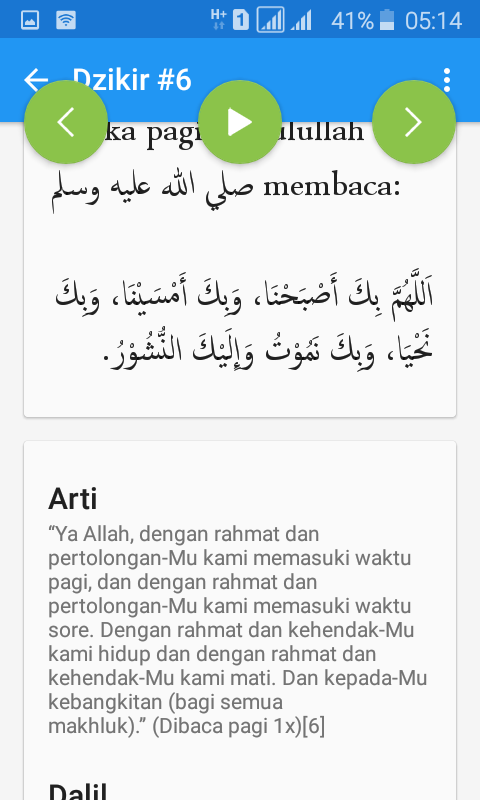 H+ 1 41% 05:14
Dzikir #6
ka pagi ulullah
صلي الله عليه وسلم membaca:
اَللَّهُمَّ بِكَ أَصْبَحْنَا، وَبِكَ أَمْسَيْنَا، وَبِكَ
نَحْيَا، وَبِكَ نَمُوْتُ وَإِلَيْكَ النُّشُوْرُ.
Arti
“Ya Allah, dengan rahmat dan
pertolongan-Mu kami memasuki waktu
pagi, dan dengan rahmat dan
pertolongan-Mu kami memasuki waktu
sore. Dengan rahmat dan kehendak-Mu
kami hidup dan dengan rahmat dan
kehendak-Mu kami mati. Dan kepada-Mu
kebangkitan (bagi semua
makhluk).” (Dibaca pagi 1x)[6]
Dalil